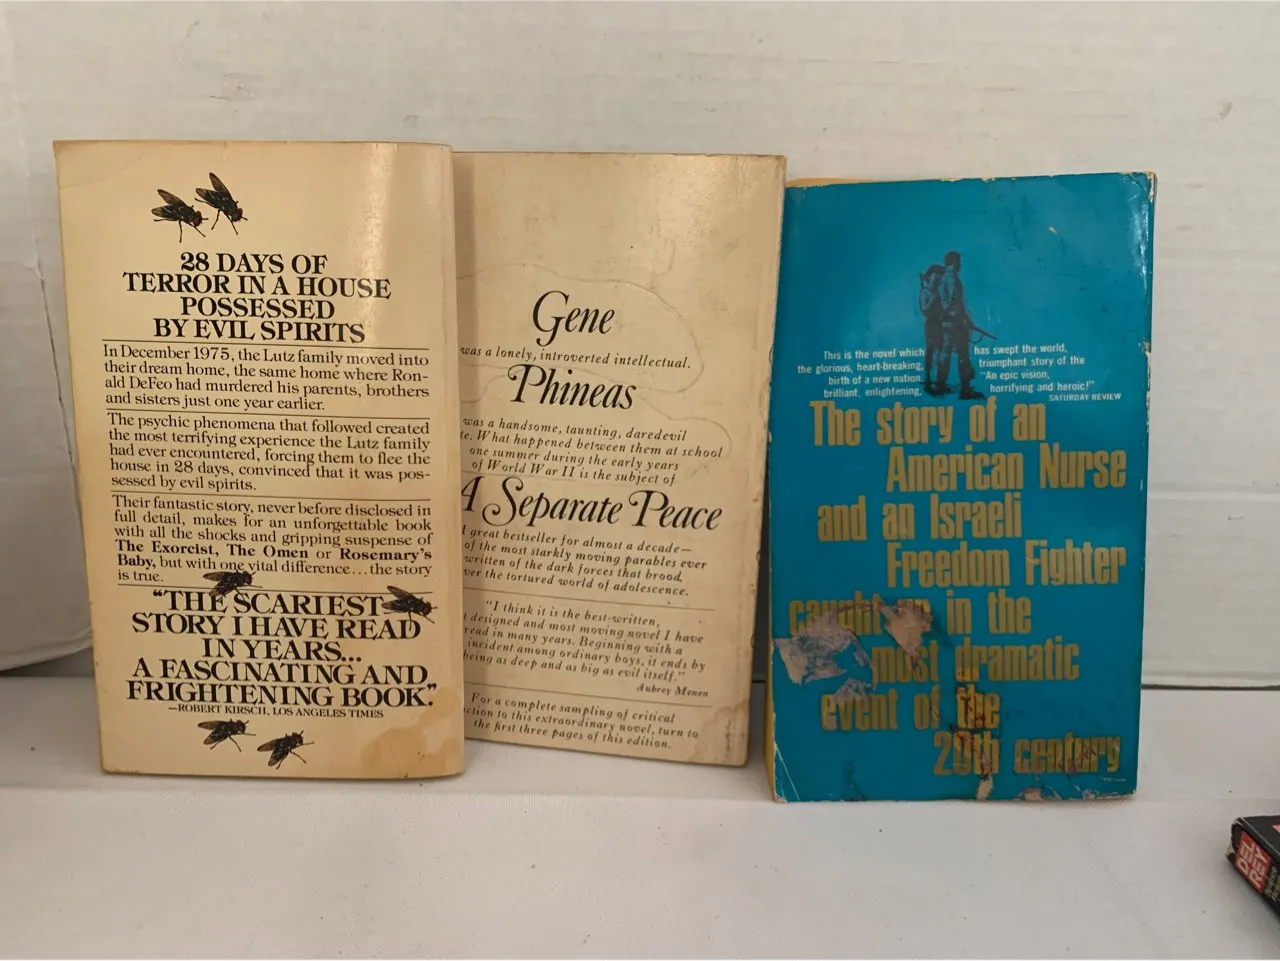 28 DAYS OF
TERROR IN A HOUSE
POSSESSED
BY EVIL SPIRITS
In December 1975, the Lutz family moved into
their dream home, the same home where Ron-
ald DeFeo had murdered his parents, brothers
and sisters just one year earlier.
The psychic phenomena that followed created
the most terrifying experience the Lutz family
had ever encountered, forcing them to flee the
house in 28 days, convinced that it was pos-
sessed by evil spirits.
Their fantastic story, never before disclosed in
full detail, makes for an unforgettable book
with all the shocks and gripping suspense of
The Exorcist, The Omen or Rosemary's
Baby, but with one vital difference...the story
is true.
"THE SCARIEST
STORY I HAVE READ
IN YEARS...
A FASCINATING AND
FRIGHTENING BOOK."
—ROBERT KIRSCH, LOS ANGELES TIMES
Gene
was a lonely, introverted intellectual.
Phineas
was a handsome, taunting, daredevil
te. What happened between them at school
one summer during the early years
of World War II is the subject of
A Separate Peace
great bestseller for almost a decade—
of the most starkly moving parables ever
written of the dark forces that brood
ver the tortured world of adolescence.
"I think it is the best-written,
designed and most moving novel I have
read in many years. Beginning with a
incident among ordinary boys, it ends by
being as deep and as big as evil itself."
Aubrey Menen
For a complete sampling of critical
ction to this extraordinary novel, turn to
the first three pages of this edition.
This is the novel which has swept the world,
the glorious, heart-breaking, triumphant story of the
birth of a new nation. "An epic vision,
brilliant, enlightening, horrifying and heroic!"
SATURDAY REVIEW
The story of an
American Nurse
and an Israeli
Freedom Fighter
caught up in the
most dramatic
event of the
20th century
DEL
REY